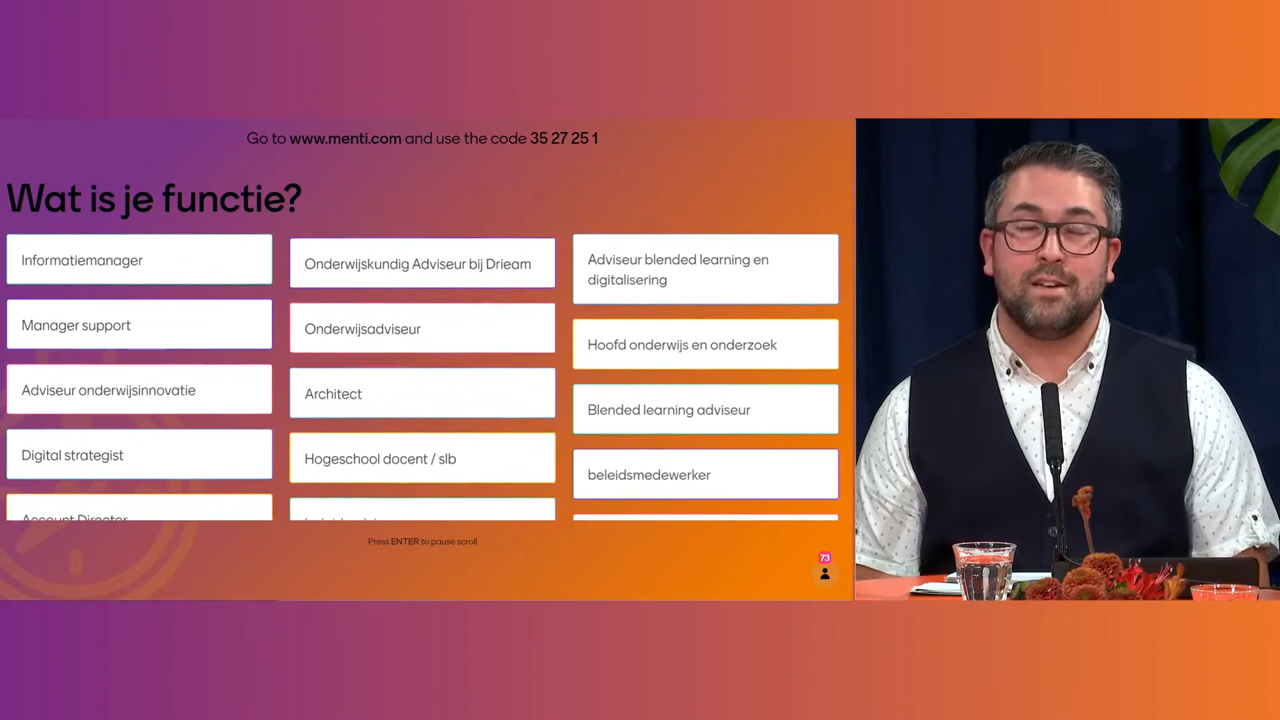 Go to www.menti.com and use the code 35 27 25 1
Wat is je functie?
Informatiemanager
Manager support
Adviseur onderwijsinnovatie
Digital strategist
Account Director
Onderwijskundig Adviseur bij Drieam
Onderwijsadviseur
Architect
Hogeschool docent / slb
Adviseur blended learning en
digitalisering
Hoofd onderwijs en onderzoek
Blended learning adviseur
beleidsmedewerker
Press ENTER to pause scroll
73